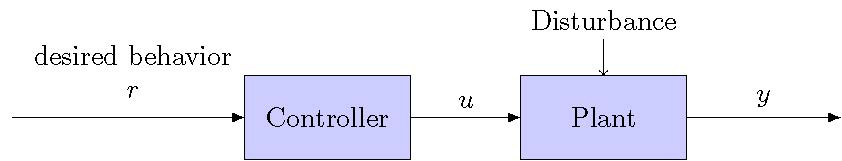 Disturbance
desired behavior
r
Controller
u
Plant
y